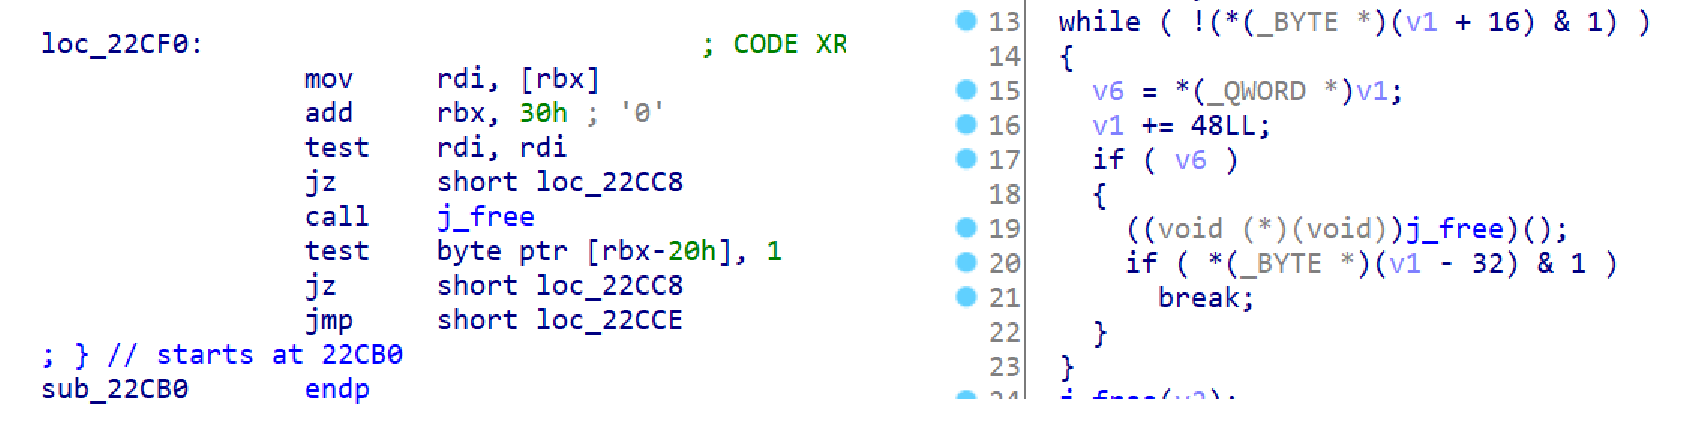 loc_22CF0: ; CODE XR
mov rdi, [rbx]
add rbx, 30h ; '0'
test rdi, rdi
jz short loc_22CC8
call j_free
test byte ptr [rbx-20h], 1
jz short loc_22CC8
jmp short loc_22CCE
; } // starts at 22CB0
sub_22CB0 endp
13 while ( !(*(_BYTE *)(v1 + 16) & 1) )
14 {
15 v6 = *(_QWORD *)v1;
16 v1 += 48LL;
17 if ( v6 )
18 {
19 ((void (*)(void))j_free)();
20 if ( *(_BYTE *)(v1 - 32) & 1 )
21 break;
22 }
23 }
24